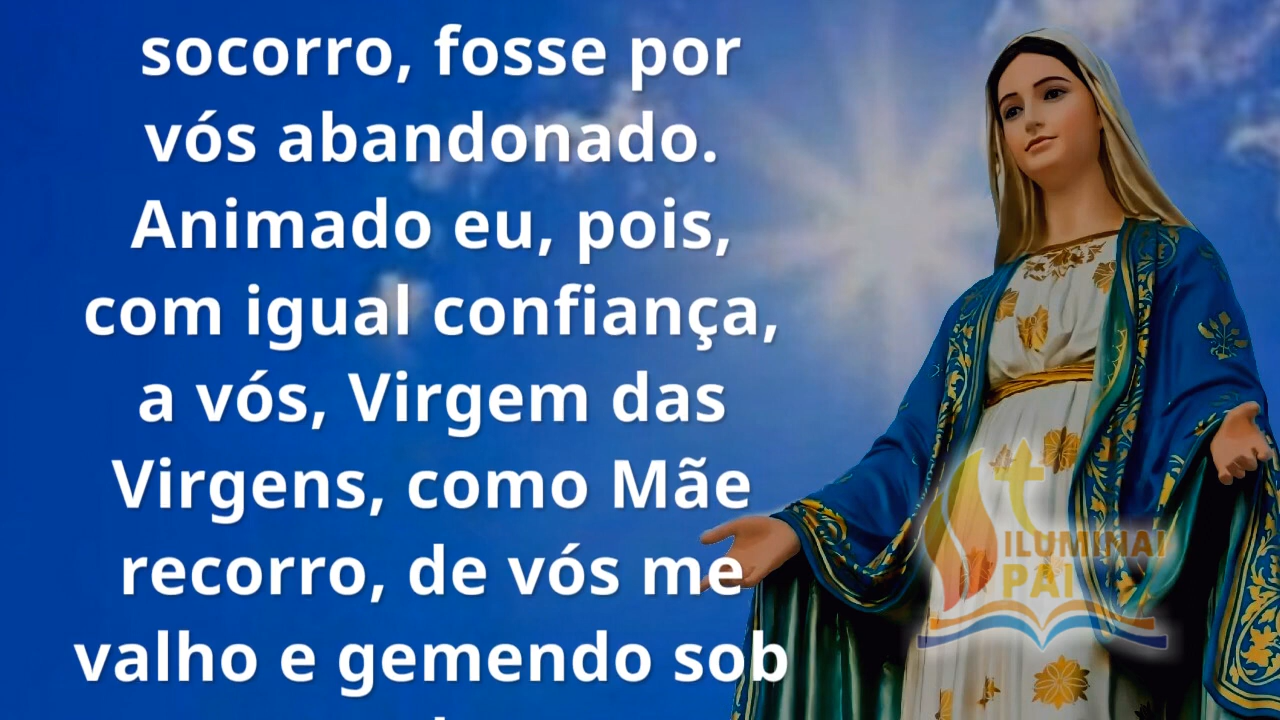 socorro, fosse por
vós abandonado.
Animado eu, pois,
com igual confiança,
a vós, Virgem das
Virgens, como Mãe
recorro, de vós me
valho e gemendo sob
ILUMINAI
PAI